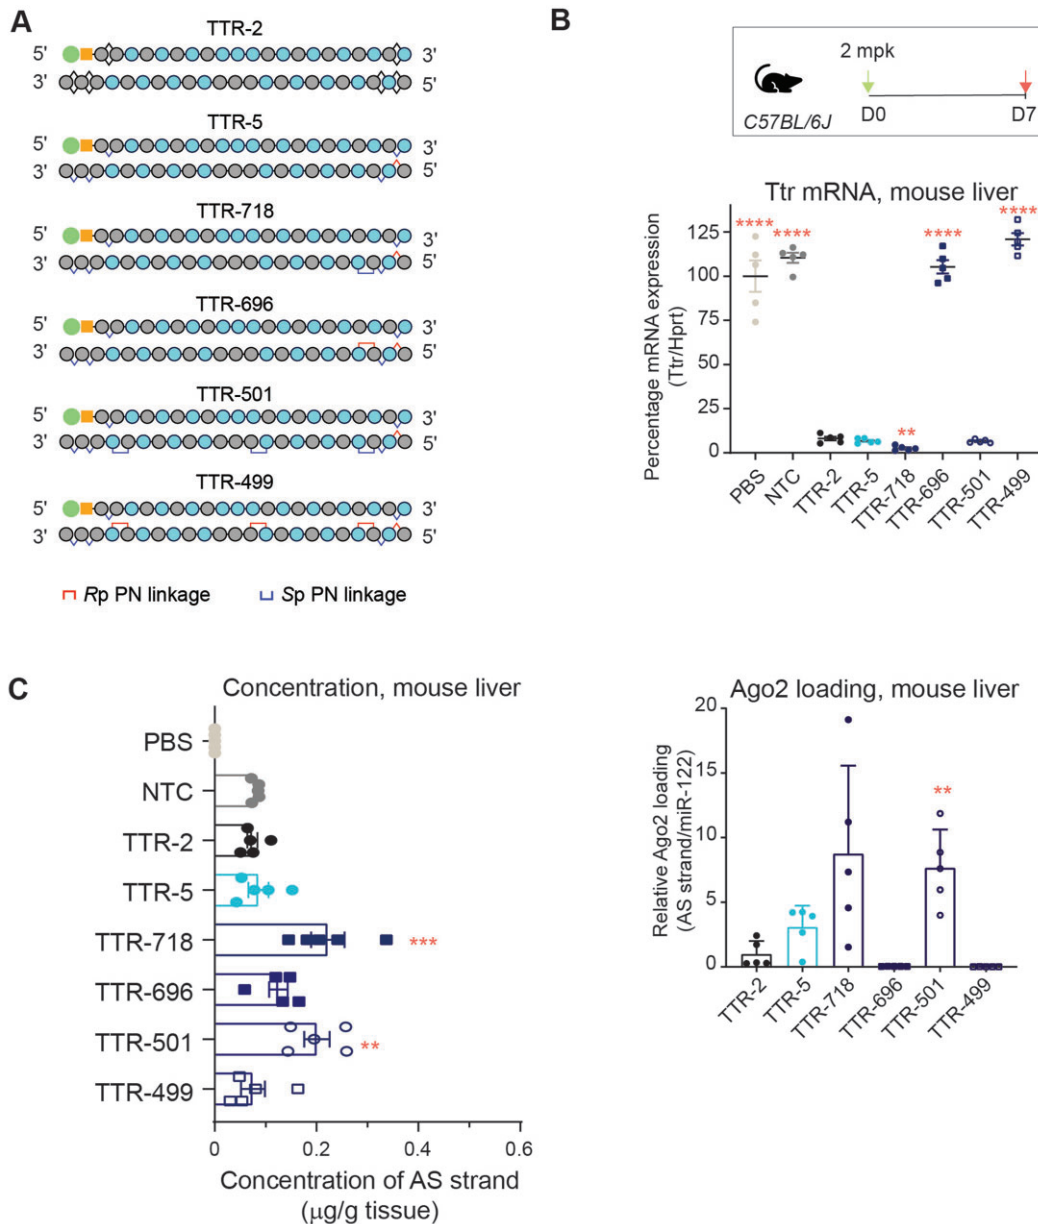 A
TTR-2
5' 3'
3' 5'
TTR-5
5' 3'
3' 5'
TTR-718
5' 3'
3' 5'
TTR-696
5' 3'
3' 5'
TTR-501
5' 3'
3' 5'
TTR-499
5' 3'
3' 5'
Rp PN linkage Sp PN linkage
B
2 mpk
C57BL/6J D0 D7
Ttr mRNA, mouse liver
Percentage mRNA expression
(Ttr/Hprt)
125
100
75
50
25
0
**** **** ** **** ****
PBS NTC TTR-2 TTR-5 TTR-718 TTR-696 TTR-501 TTR-499
C
Concentration, mouse liver
PBS
NTC
TTR-2
TTR-5
TTR-718 ***
TTR-696
TTR-501 **
TTR-499
0 0.2 0.4 0.6
Concentration of AS strand
(µg/g tissue)
Ago2 loading, mouse liver
Relative Ago2 loading
(AS strand/miR-122)
20
15
10
5
0
**
TTR-2 TTR-5 TTR-718 TTR-696 TTR-501 TTR-499